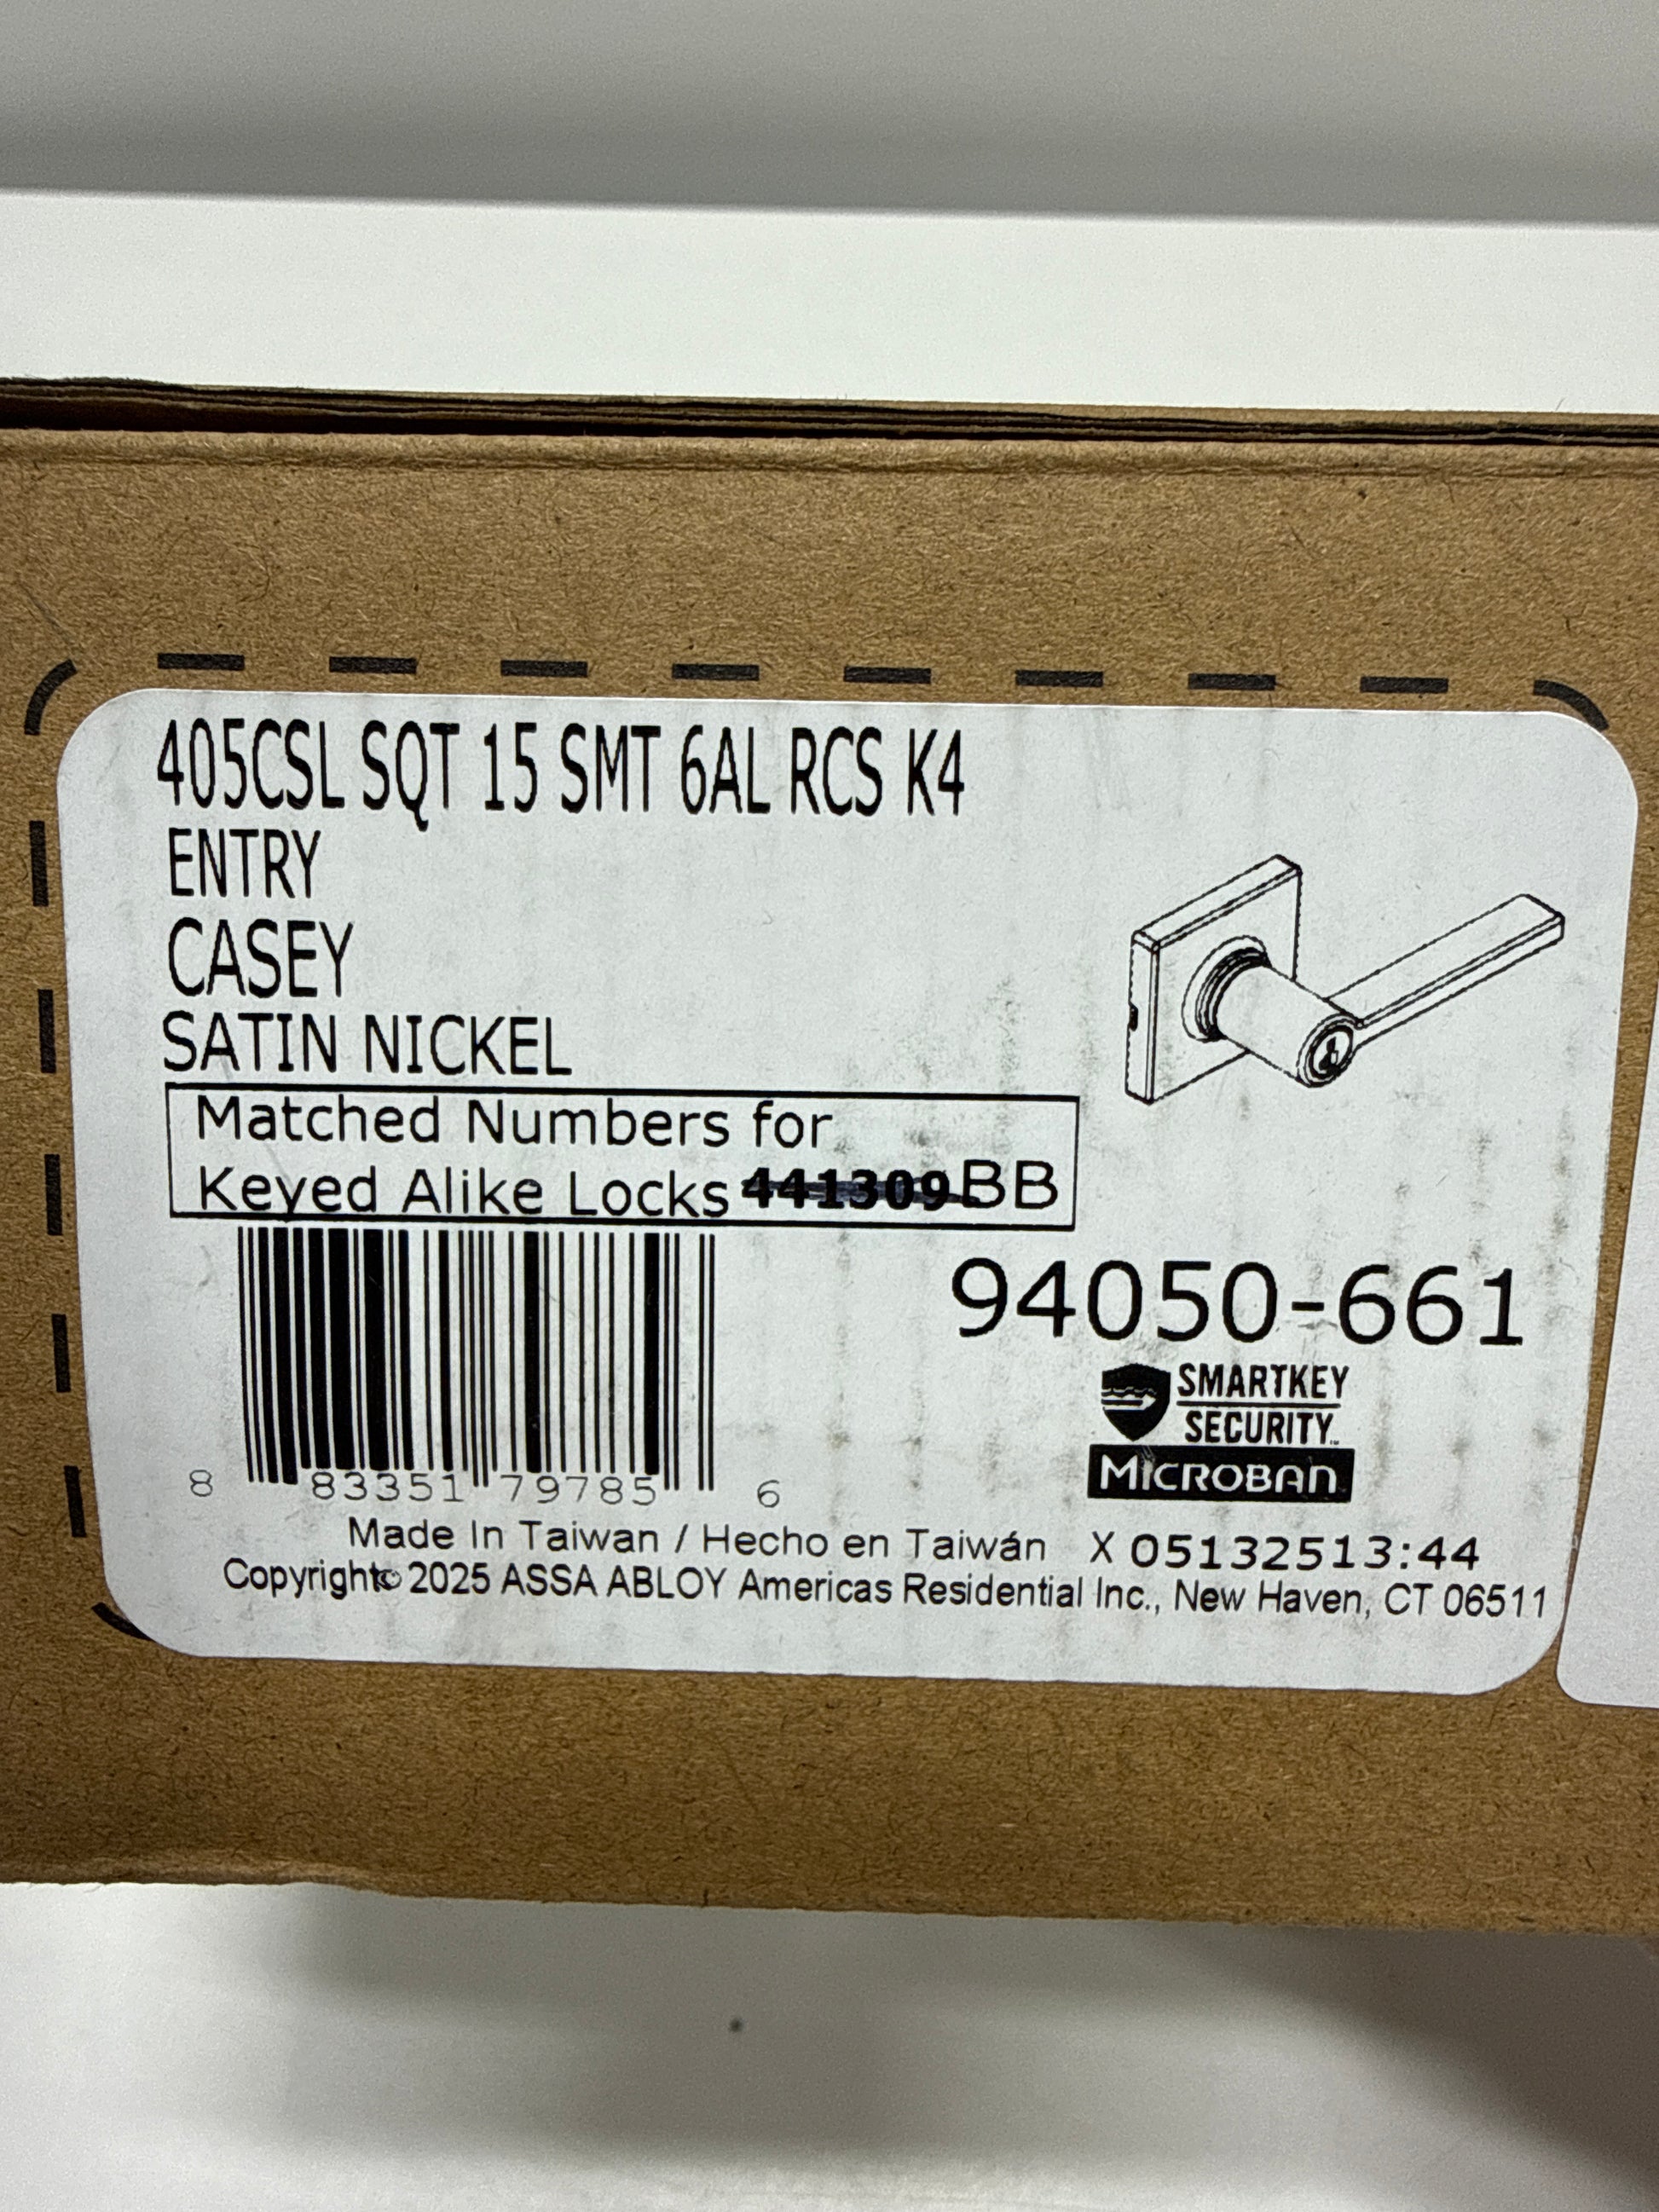 405CSL SQT 15 SMT 6AL RCS K4
ENTRY
CASEY
SATIN NICKEL
Matched Numbers for
Keyed Alike Locks 441309 BB
94050-661
SMARTKEY
SECURITY™
MICROBAN
8 83351 79785 6
Made In Taiwan / Hecho en Taiwán X 05132513:44
Copyright© 2025 ASSA ABLOY Americas Residential Inc., New Haven, CT 06511